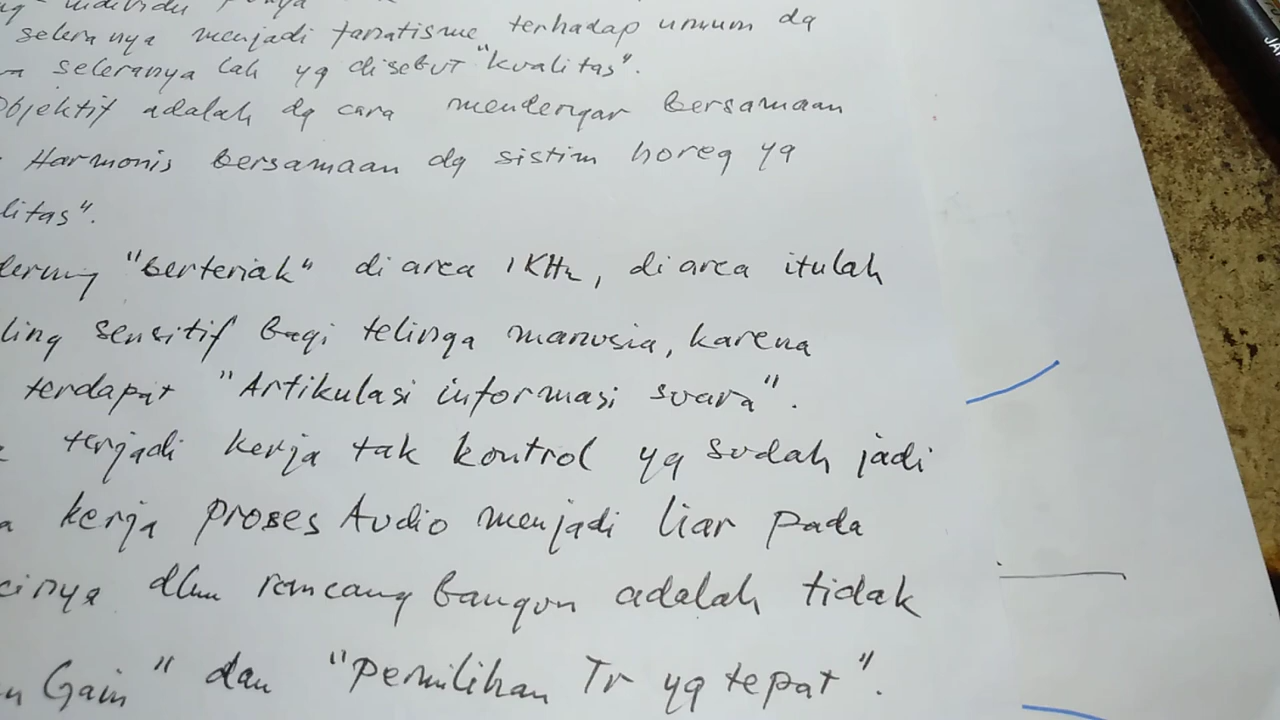 seleranya menjadi fanatisme terhadap umum dg
seleranya lah yg disebut "kualitas".
Objektif adalah dg cara mendengar bersamaan
Harmonis bersamaan dg sistim horeg yg
litas".
"berteriak" di area 1KHz, di area itulah
ling sensitif bagi telinga manusia, karena
terdapat "Artikulasi informasi suara".
terjadi kerja tak kontrol yg sudah jadi
a kerja proses Audio menjadi liar pada
cinya dlm rancang bangun adalah tidak
n Gain" dan "Pemilihan Tr yg tepat".